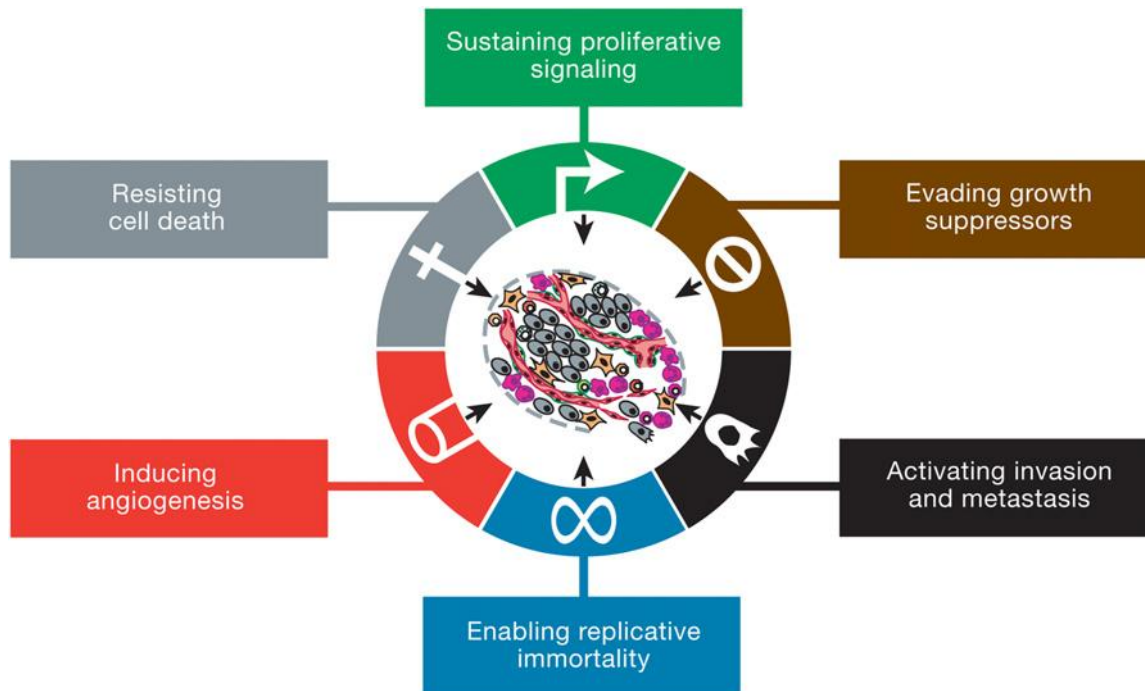 Sustaining proliferative
signaling
Resisting
cell death
Evading growth
suppressors
Inducing
angiogenesis
Activating invasion
and metastasis
Enabling replicative
immortality